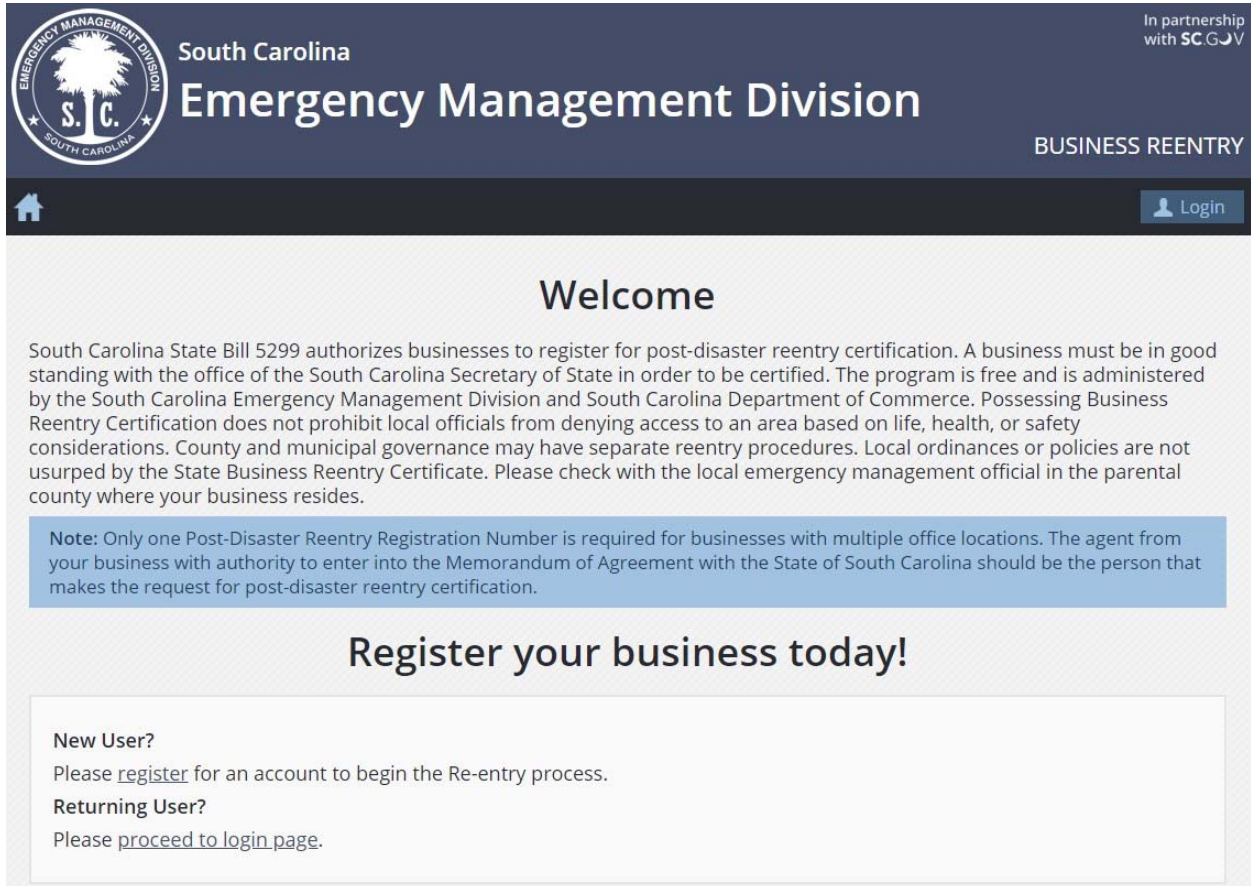 EMERGENCY MANAGEMENT DIVISION
S. C.
SOUTH CAROLINA
South Carolina
Emergency Management Division
In partnership
with SC.GOV
BUSINESS REENTRY
Login
Welcome
South Carolina State Bill 5299 authorizes businesses to register for post-disaster reentry certification. A business must be in good
standing with the office of the South Carolina Secretary of State in order to be certified. The program is free and is administered
by the South Carolina Emergency Management Division and South Carolina Department of Commerce. Possessing Business
Reentry Certification does not prohibit local officials from denying access to an area based on life, health, or safety
considerations. County and municipal governance may have separate reentry procedures. Local ordinances or policies are not
usurped by the State Business Reentry Certificate. Please check with the local emergency management official in the parental
county where your business resides.
Note: Only one Post-Disaster Reentry Registration Number is required for businesses with multiple office locations. The agent from
your business with authority to enter into the Memorandum of Agreement with the State of South Carolina should be the person that
makes the request for post-disaster reentry certification.
Register your business today!
New User?
Please register for an account to begin the Re-entry process.
Returning User?
Please proceed to login page.